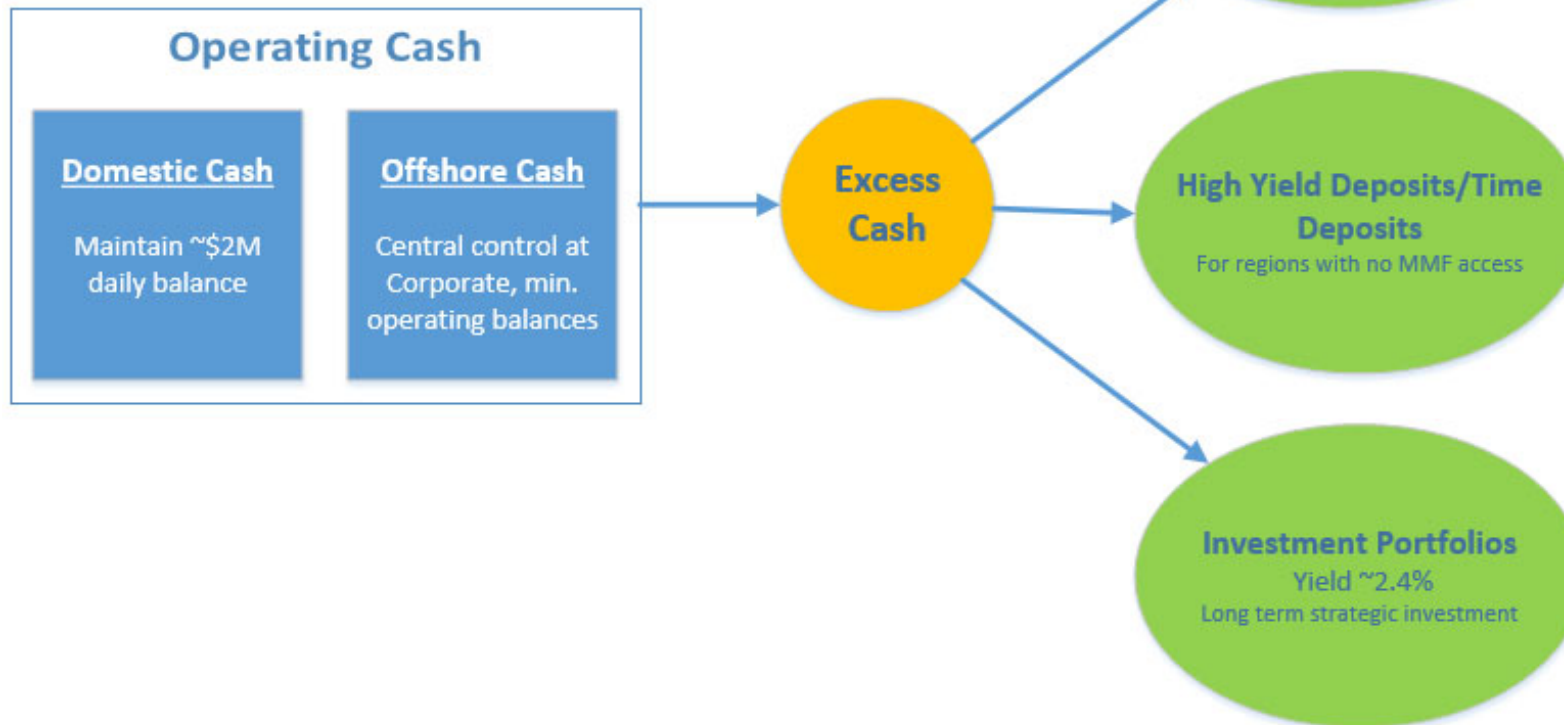 Operating Cash
Domestic Cash
Maintain ~$2M
daily balance
Offshore Cash
Central control at
Corporate, min.
operating balances
Excess
Cash
High Yield Deposits/Time
Deposits
For regions with no MMF access
Investment Portfolios
Yield ~2.4%
Long term strategic investment